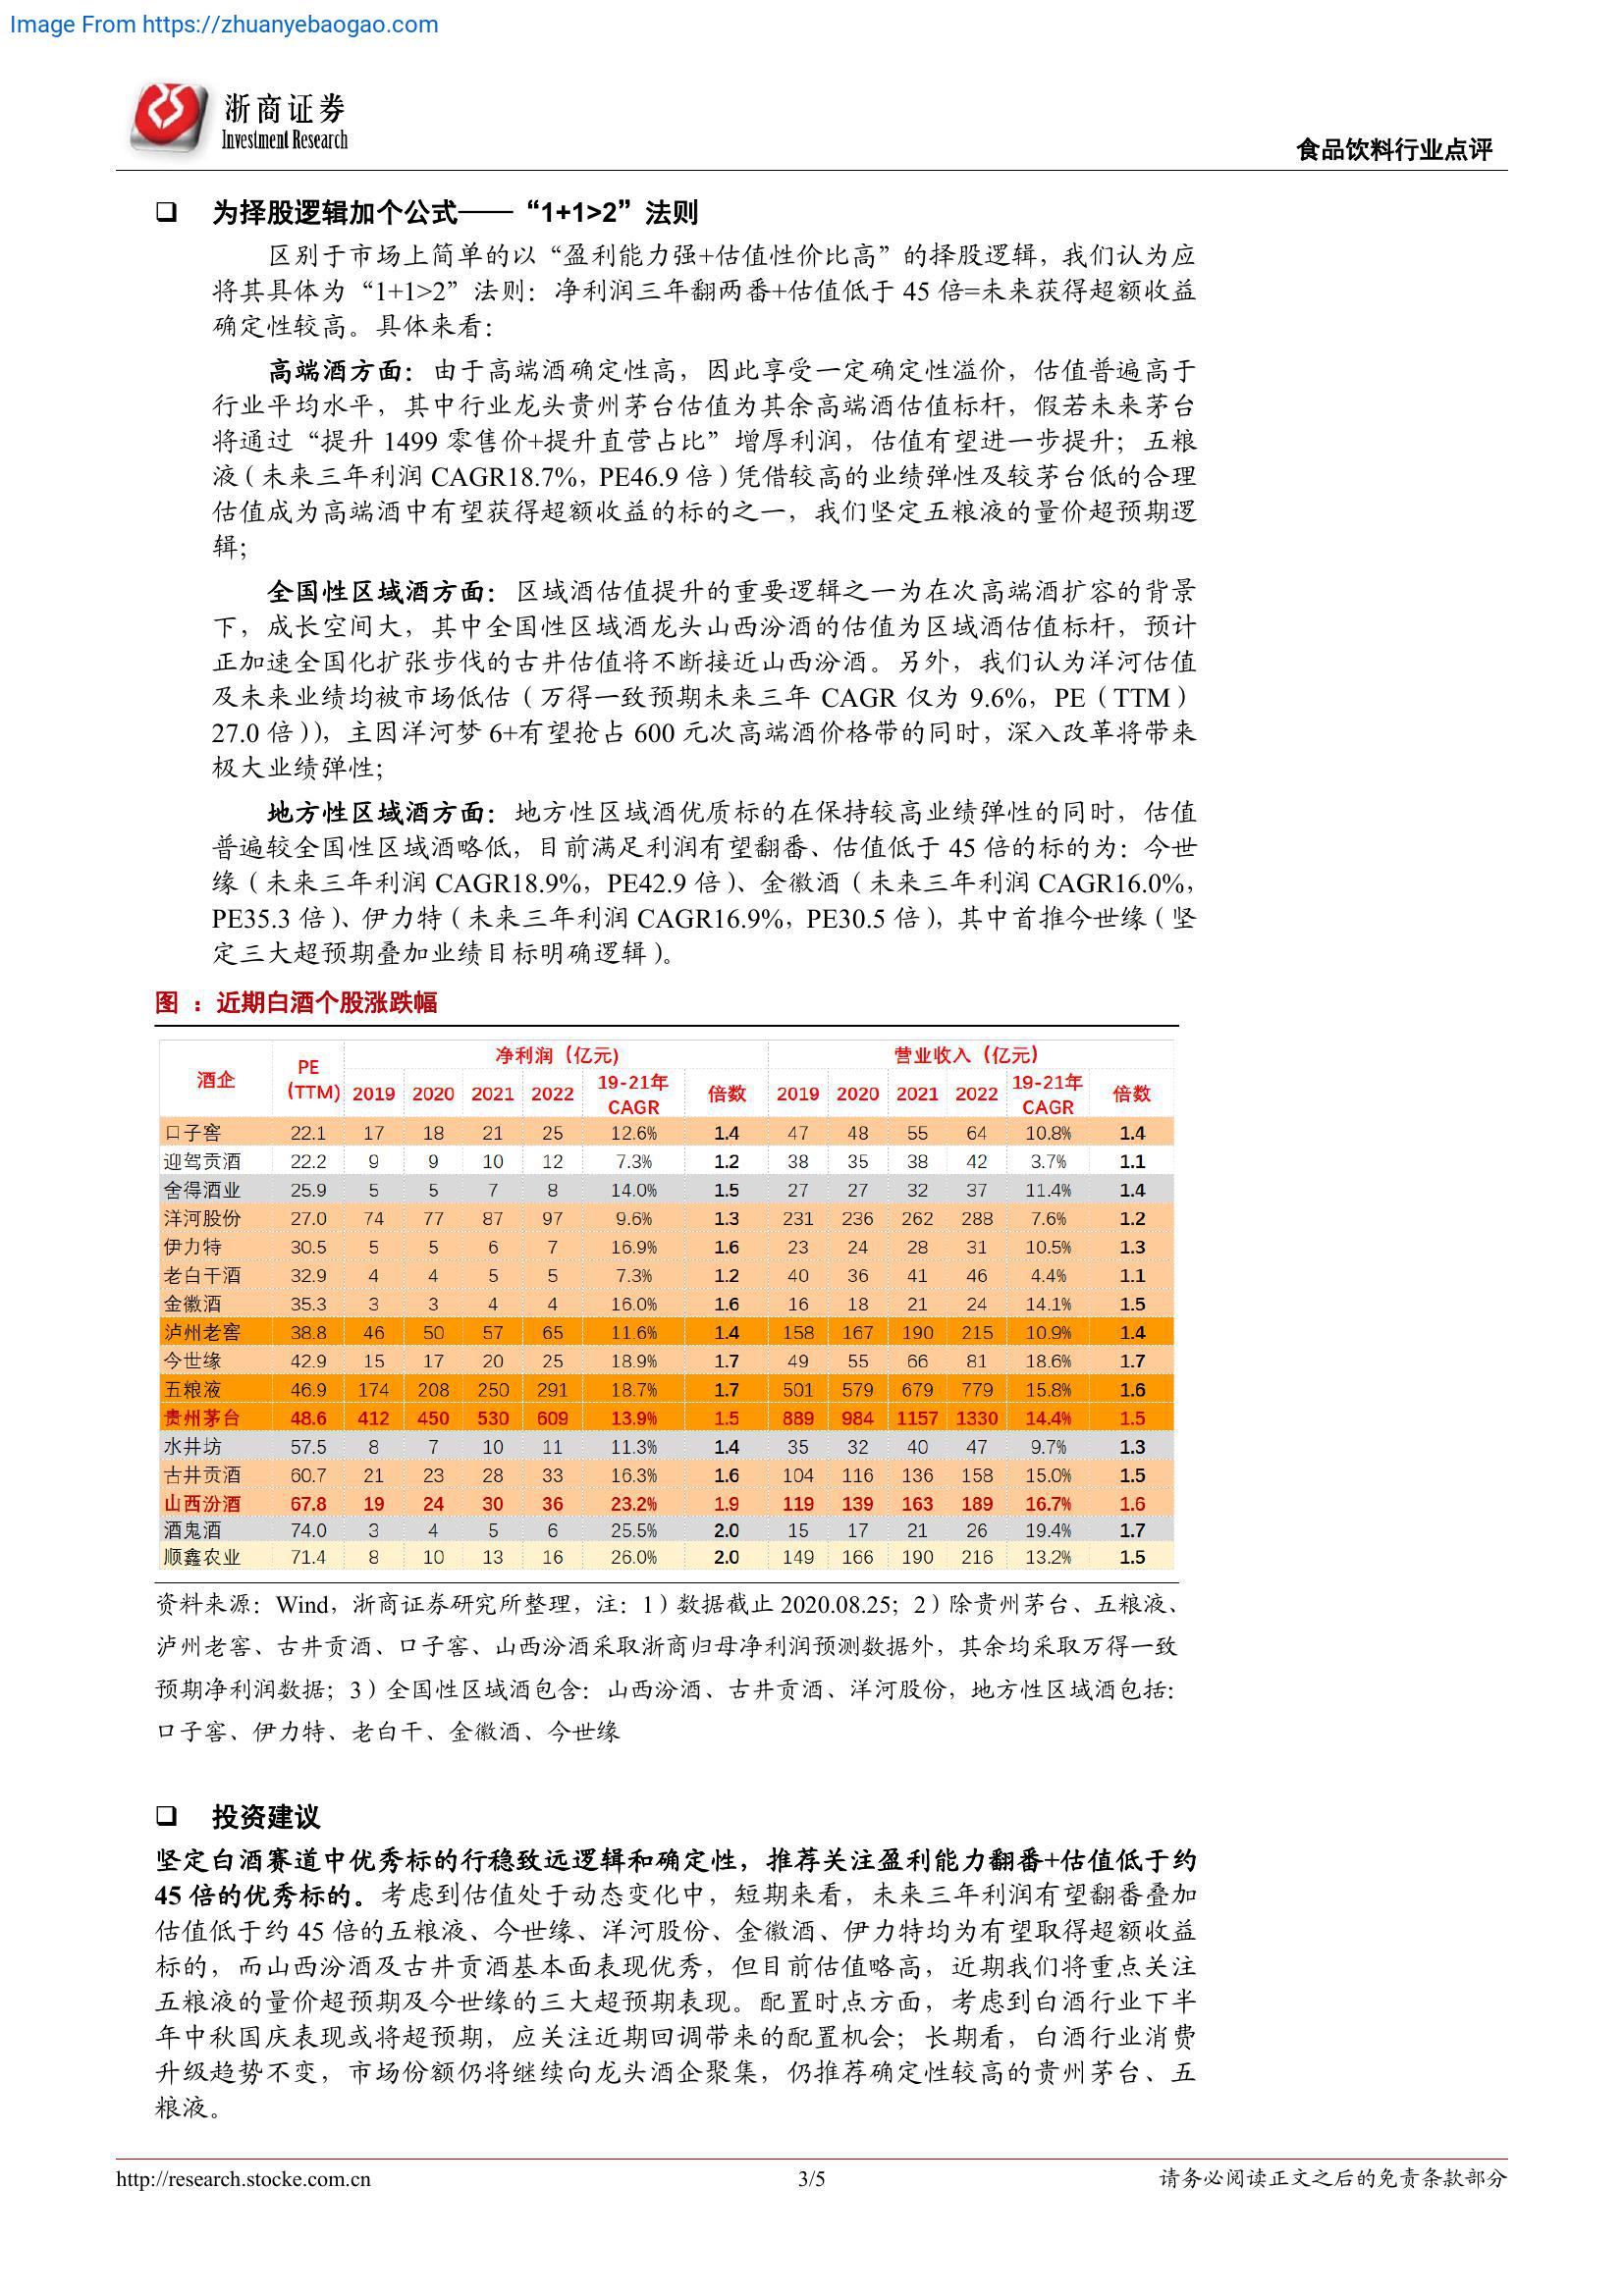 Image From https://zhuanyebaogao.com
浙商证券
Investment Research
食品饮料行业点评
❑ 为择股逻辑加个公式——“1+1>2”法则
区别于市场上简单的以“盈利能力强+估值性价比高”的择股逻辑，我们认为应
将其具体为“1+1>2”法则：净利润三年翻两番+估值低于 45 倍=未来获得超额收益
确定性较高。具体来看：
高端酒方面：由于高端酒确定性高，因此享受一定确定性溢价，估值普遍高于
行业平均水平，其中行业龙头贵州茅台估值为其余高端酒估值标杆，假若未来茅台
将通过“提升 1499 零售价+提升直营占比”增厚利润，估值有望进一步提升；五粮
液（未来三年利润 CAGR18.7%，PE46.9 倍）凭借较高的业绩弹性及较茅台低的合理
估值成为高端酒中有望获得超额收益的标的之一，我们坚定五粮液的量价超预期逻
辑；
全国性区域酒方面：区域酒估值提升的重要逻辑之一为在次高端酒扩容的背景
下，成长空间大，其中全国性区域酒龙头山西汾酒的估值为区域酒估值标杆，预计
正加速全国化扩张步伐的古井估值将不断接近山西汾酒。另外，我们认为洋河估值
及未来业绩均被市场低估（万得一致预期未来三年 CAGR 仅为 9.6%，PE（TTM）
27.0 倍）），主因洋河梦 6+有望抢占 600 元次高端酒价格带的同时，深入改革将带来
极大业绩弹性；
地方性区域酒方面：地方性区域酒优质标的在保持较高业绩弹性的同时，估值
普遍较全国性区域酒略低，目前满足利润有望翻番、估值低于 45 倍的标的为：今世
缘（未来三年利润 CAGR18.9%，PE42.9 倍）、金徽酒（未来三年利润 CAGR16.0%，
PE35.3 倍）、伊力特（未来三年利润 CAGR16.9%，PE30.5 倍），其中首推今世缘（坚
定三大超预期叠加业绩目标明确逻辑）。
图 ：近期白酒个股涨跌幅
酒企 PE（TTM） 净利润（亿元） 营业收入（亿元）
2019 2020 2021 2022 19-21年CAGR 倍数 2019 2020 2021 2022 19-21年CAGR 倍数
口子窖 22.1 17 18 21 25 12.6% 1.4 47 48 55 64 10.8% 1.4
迎驾贡酒 22.2 9 9 10 12 7.3% 1.2 38 35 38 42 3.7% 1.1
舍得酒业 25.9 5 5 7 8 14.0% 1.5 27 27 32 37 11.4% 1.4
洋河股份 27.0 74 77 87 97 9.6% 1.3 231 236 262 288 7.6% 1.2
伊力特 30.5 5 5 6 7 16.9% 1.6 23 24 28 31 10.5% 1.3
老白干酒 32.9 4 4 5 5 7.3% 1.2 40 36 41 46 4.4% 1.1
金徽酒 35.3 3 3 4 4 16.0% 1.6 16 18 21 24 14.1% 1.5
泸州老窖 38.8 46 50 57 65 11.6% 1.4 158 167 190 215 10.9% 1.4
今世缘 42.9 15 17 20 25 18.9% 1.7 49 55 66 81 18.6% 1.7
五粮液 46.9 174 208 250 291 18.7% 1.7 501 579 679 779 15.8% 1.6
贵州茅台 48.6 412 450 530 609 13.9% 1.5 889 984 1157 1330 14.4% 1.5
水井坊 57.5 8 7 10 11 11.3% 1.4 35 32 40 47 9.7% 1.3
古井贡酒 60.7 21 23 28 33 16.3% 1.6 104 116 136 158 15.0% 1.5
山西汾酒 67.8 19 24 30 36 23.2% 1.9 119 139 163 189 16.7% 1.6
酒鬼酒 74.0 3 4 5 6 25.5% 2.0 15 17 21 26 19.4% 1.7
顺鑫农业 71.4 8 10 13 16 26.0% 2.0 149 166 190 216 13.2% 1.5
资料来源：Wind，浙商证券研究所整理，注：1）数据截止 2020.08.25；2）除贵州茅台、五粮液、
泸州老窖、古井贡酒、口子窖、山西汾酒采取浙商归母净利润预测数据外，其余均采取万得一致
预期净利润数据；3）全国性区域酒包含：山西汾酒、古井贡酒、洋河股份，地方性区域酒包括：
口子窖、伊力特、老白干、金徽酒、今世缘
❑ 投资建议
坚定白酒赛道中优秀标的行稳致远逻辑和确定性，推荐关注盈利能力翻番+估值低于约
45 倍的优秀标的。考虑到估值处于动态变化中，短期来看，未来三年利润有望翻番叠加
估值低于约 45 倍的五粮液、今世缘、洋河股份、金徽酒、伊力特均为有望取得超额收益
标的，而山西汾酒及古井贡酒基本面表现优秀，但目前估值略高，近期我们将重点关注
五粮液的量价超预期及今世缘的三大超预期表现。配置时点方面，考虑到白酒行业下半
年中秋国庆表现或将超预期，应关注近期回调带来的配置机会；长期看，白酒行业消费
升级趋势不变，市场份额仍将继续向龙头酒企聚集，仍推荐确定性较高的贵州茅台、五
粮液。
http://research.stocke.com.cn
3/5
请务必阅读正文之后的免责条款部分